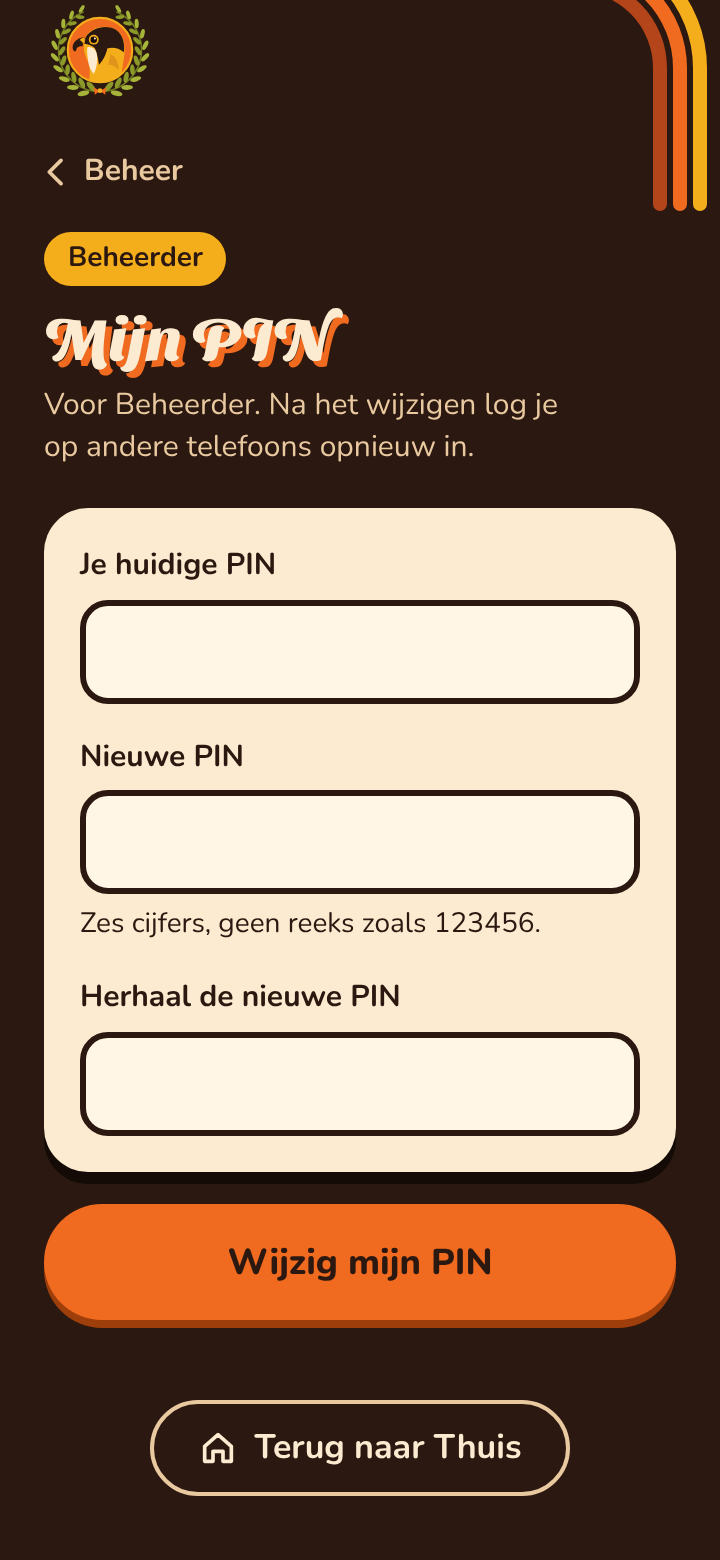 Beheer
Beheerder
Mijn PIN
Voor Beheerder. Na het wijzigen log je
op andere telefoons opnieuw in.
Je huidige PIN
Nieuwe PIN
Zes cijfers, geen reeks zoals 123456.
Herhaal de nieuwe PIN
Wijzig mijn PIN
Terug naar Thuis